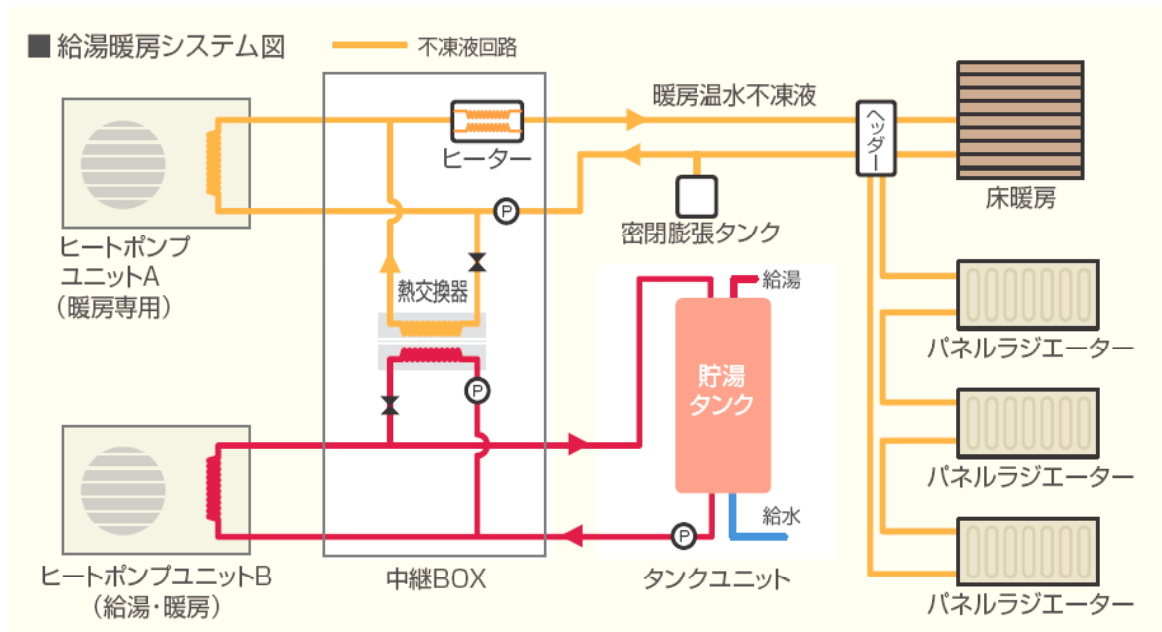 ■ 給湯暖房システム図
不凍液回路
暖房温水不凍液
ヘッダー
ヒーター
P
床暖房
密閉膨張タンク
ヒートポンプ
ユニットA
(暖房専用)
熱交換器
給湯
パネルラジエーター
貯湯
タンク
P
パネルラジエーター
給水
P
ヒートポンプユニットB
(給湯・暖房)
中継BOX
タンクユニット
パネルラジエーター